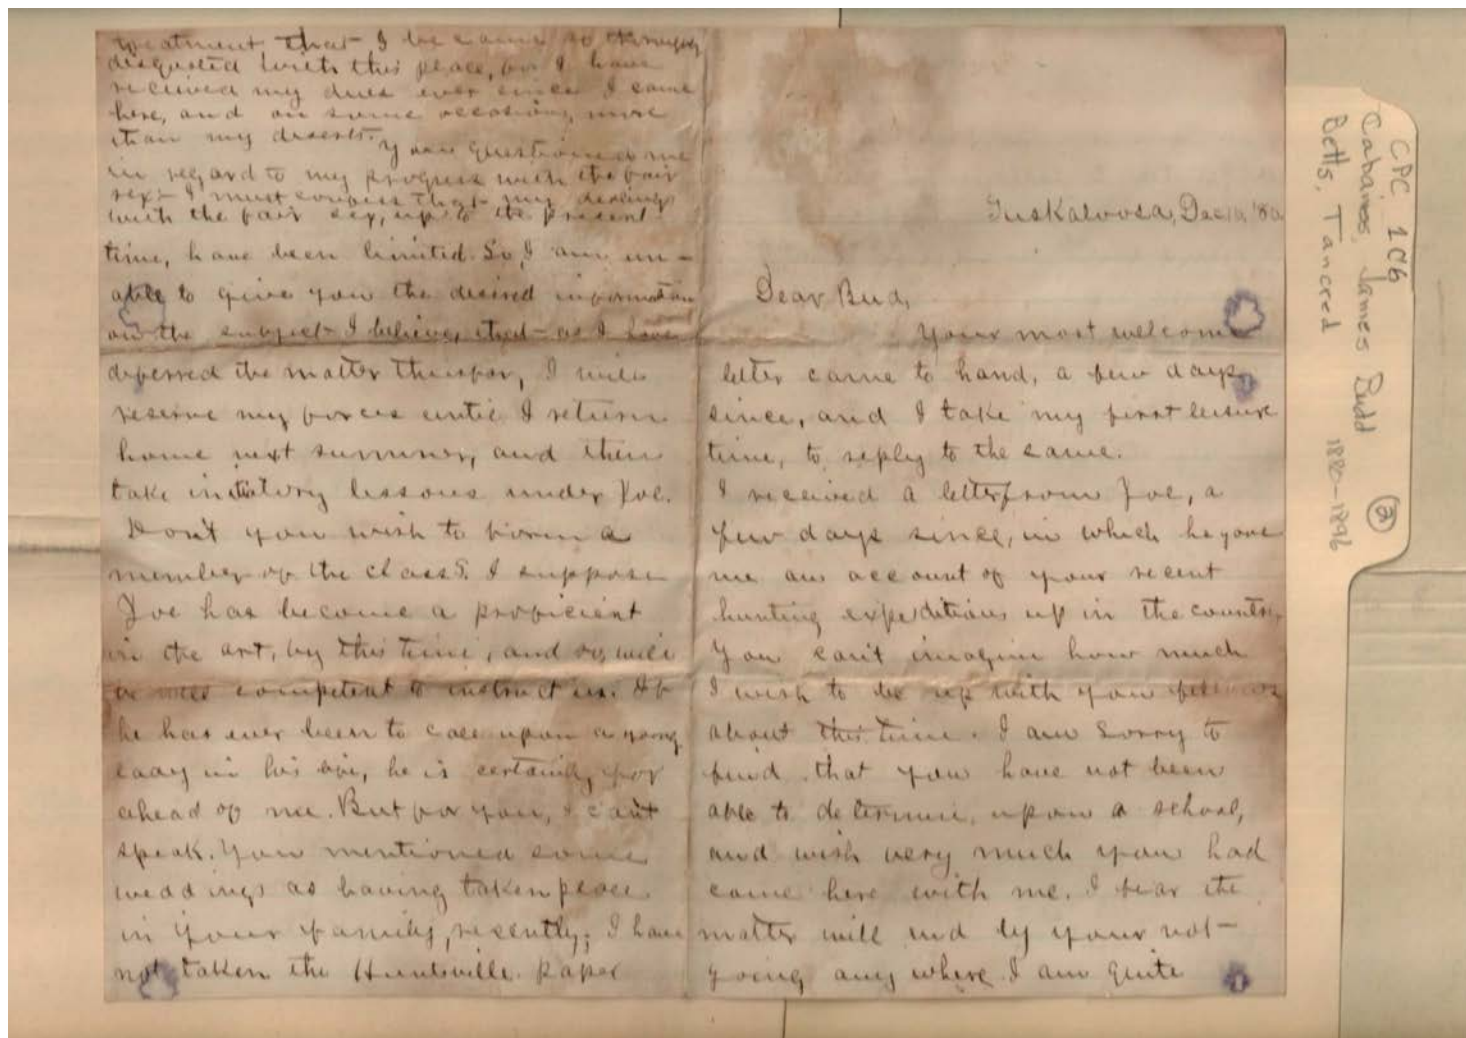 Tuskaloosa, Dec 10, '80
Dear Bud,
Your most welcome
letter came to hand, a few days
since, and I take my first leisure
time, to reply to the same.
I received a letter from Joe, a
few days since, in which he gave
me an account of your recent
hunting expeditions up in the country,
You can't imagine how much
I wish to be up with you
about this time. I am sorry to
find that you have not been
able to determine, upon a school,
and wish very much you had
come here with me. I fear the
matter will end by your not
going any where. I am quite
treatment that I became so
disgusted with this place, for I have
received my dues ever since I came
here, and on some occasions, more
than my deserts. You questioned me
in regard to my progress with the fair
sex - I must confess that my dealings
with the fair sex, up to the present
time, have been limited. So, I am un-
able to give you the desired information
on the subject - I believe, that - as I have
deferred the matter thusfar, I will
reserve my forces until I return
home next summer, and then
take initiatory lessons under Joe.
Don't you wish to form a
member of the class? I suppose
Joe has become a proficient
in the art, by this time, and so, will
be competent to instruct us. If
he has ever been to call upon a young
lady in his life, he is certainly far
ahead of me. But for you, I can't
speak. You mentioned some
weddings as having taken place
in your family, recently; I have
not taken the Huntsville paper
CPC 1C6
Cabaniss, James Budd
Betts, Tancred
1880-1896